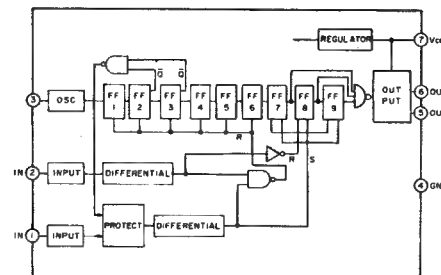 REGULATOR
7 Vcc
Q̅ Q̅
3 OSC
FF 1
FF 2
FF 3
FF 4
FF 5
FF 6
FF 7
FF 8
FF 9
OUT PUT
6 OU
5 OU
R
R S
IN 2 INPUT DIFFERENTIAL
4 GN
PROTECT DIFFERENTIAL
IN 1 INPUT